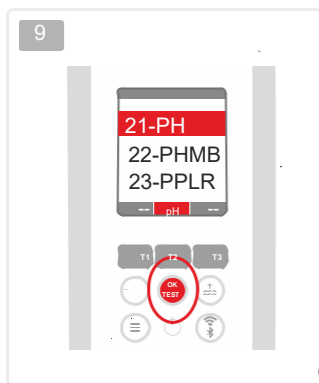 9
21-PH
22-PHMB
23-PPLR
-- pH --
T1 T2 T3
OK
TEST